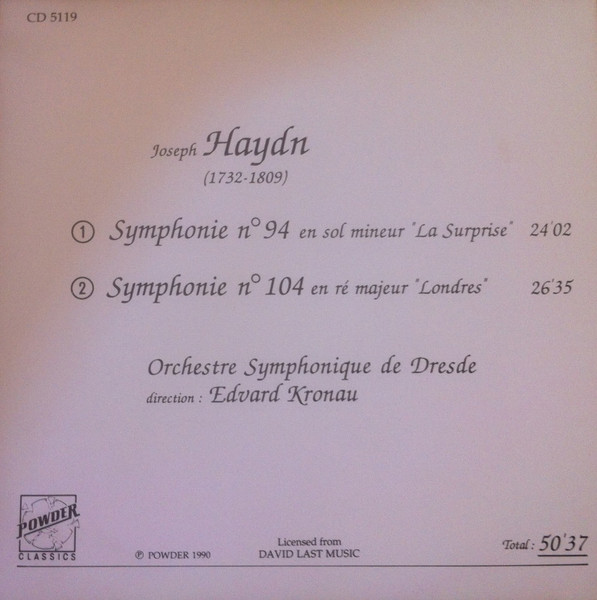 CD 5119
Joseph Haydn
(1732-1809)
① Symphonie n° 94 en sol mineur "La Surprise" 24'02
② Symphonie n° 104 en ré majeur "Londres" 26'35
Orchestre Symphonique de Dresde
direction : Edvard Kronau
POWDER
CLASSICS
℗ POWDER 1990
Licensed from
DAVID LAST MUSIC
Total : 50'37